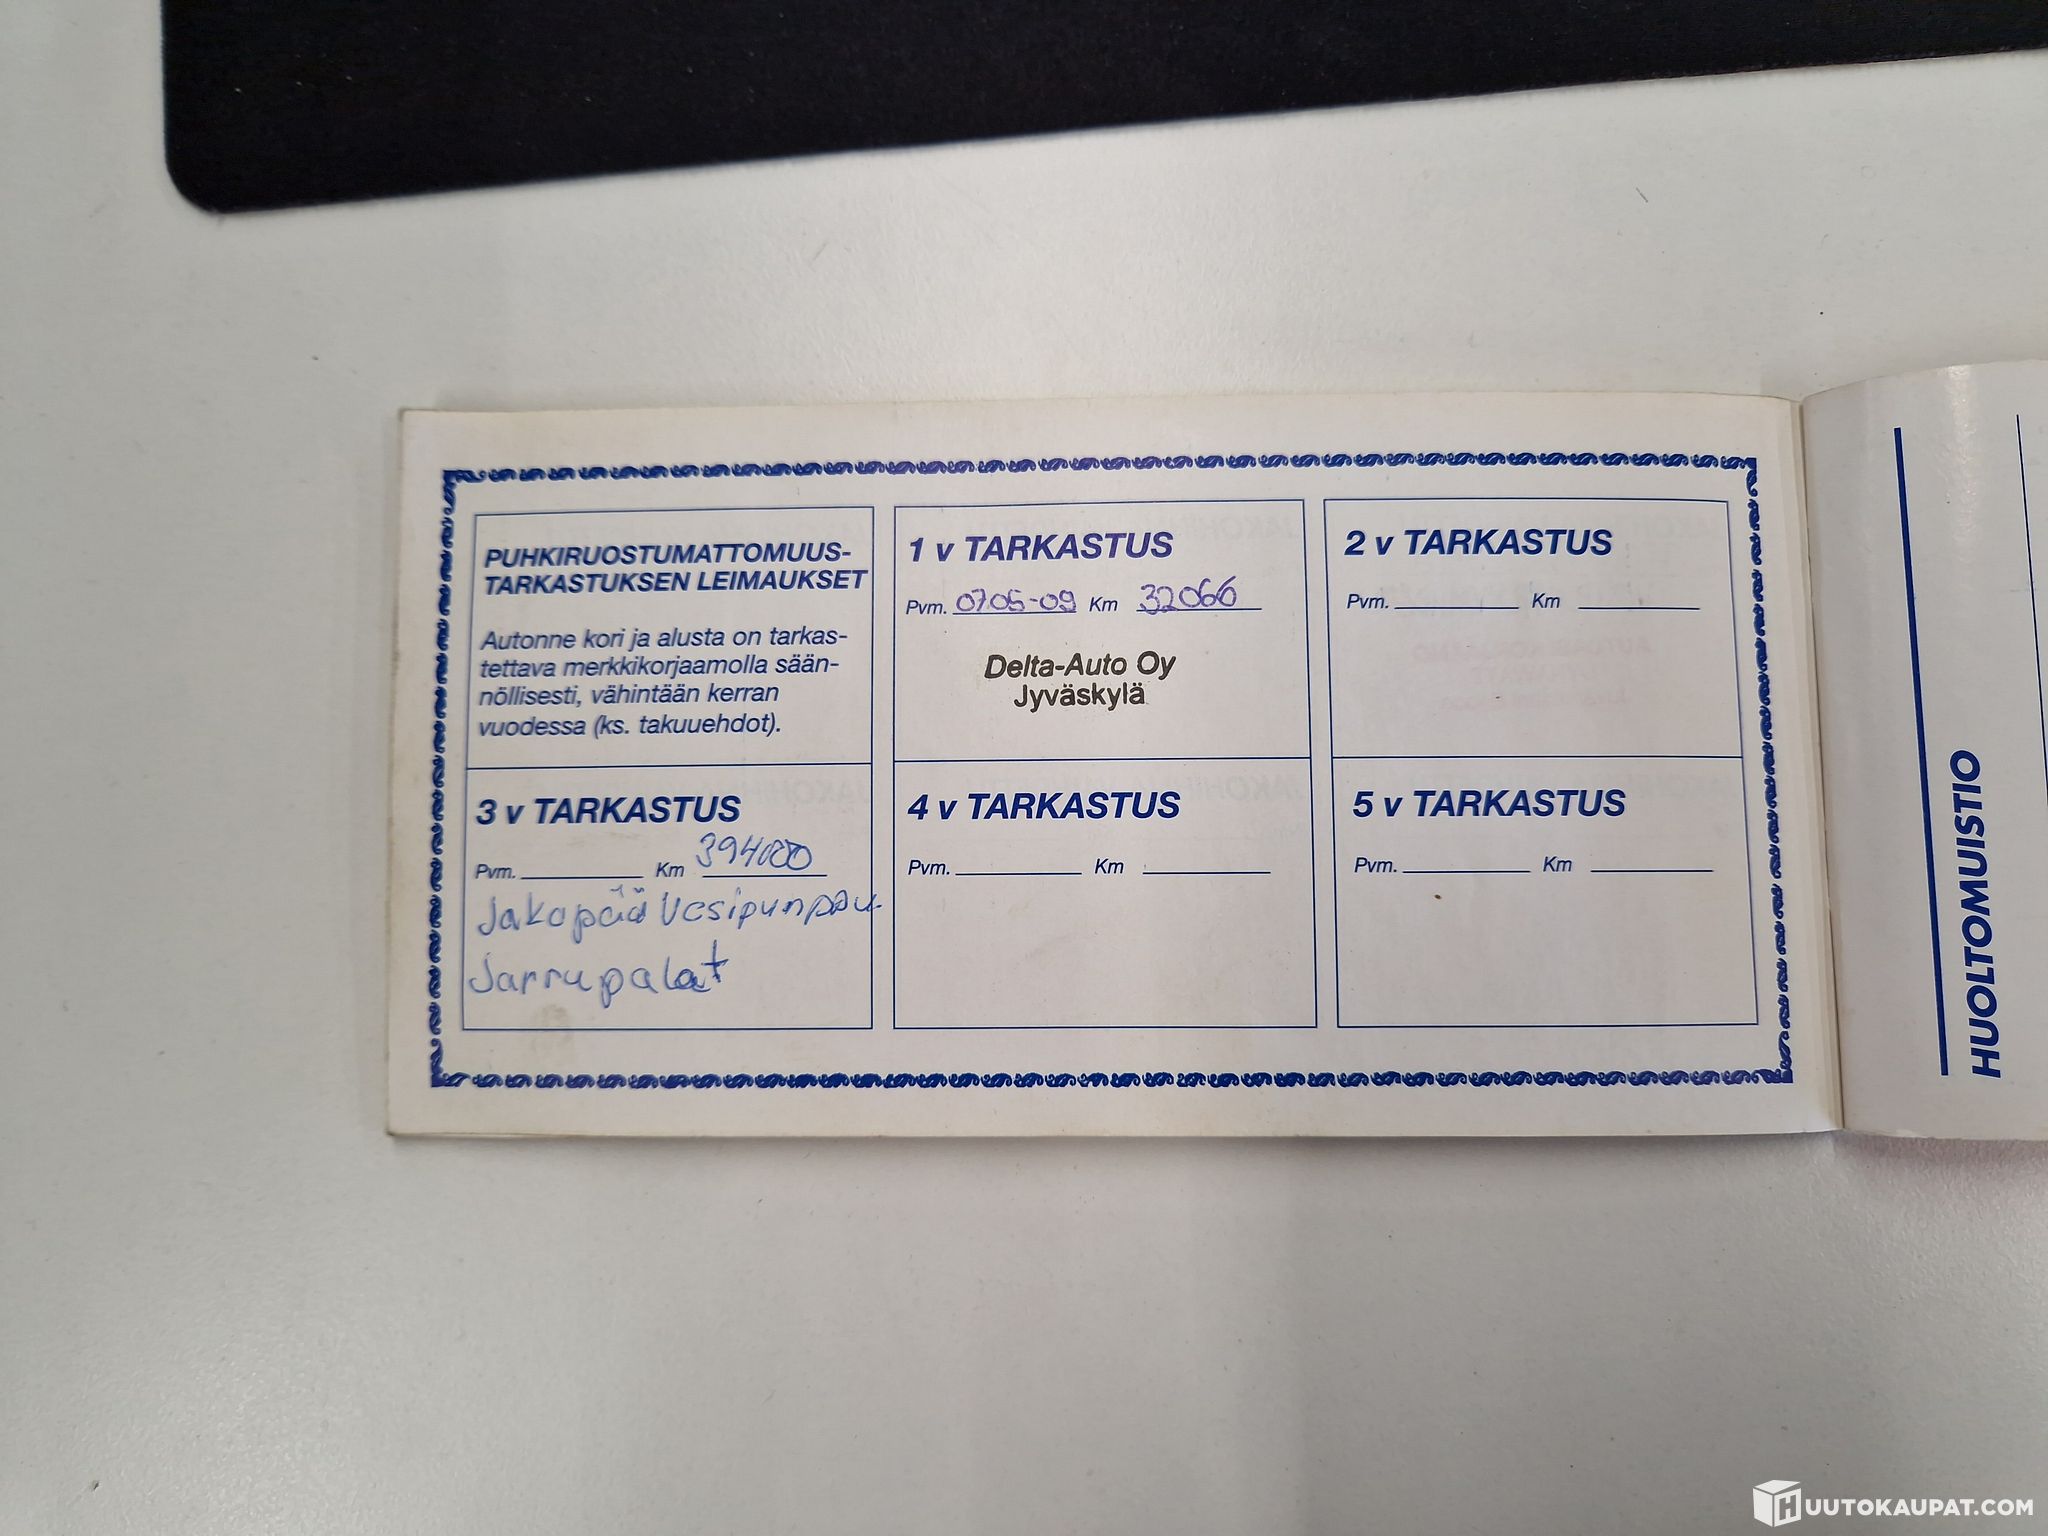 PUHKIRUOSTUMATTOMUUS-
TARKASTUKSEN LEIMAUKSET
Autonne kori ja alusta on tarkas-
tettava merkkikorjaamolla sään-
nöllisesti, vähintään kerran
vuodessa (ks. takuuehdot).
1 v TARKASTUS
Pvm. 07.05-09 Km 32066
Delta-Auto Oy
Jyväskylä
2 v TARKASTUS
Pvm. Km
3 v TARKASTUS
Pvm. Km 394000
Jakopää
Jarrupalat
4 v TARKASTUS
Pvm. Km
5 v TARKASTUS
Pvm. Km
HUOLTOMUISTIO
HUUTOKAUPAT.COM